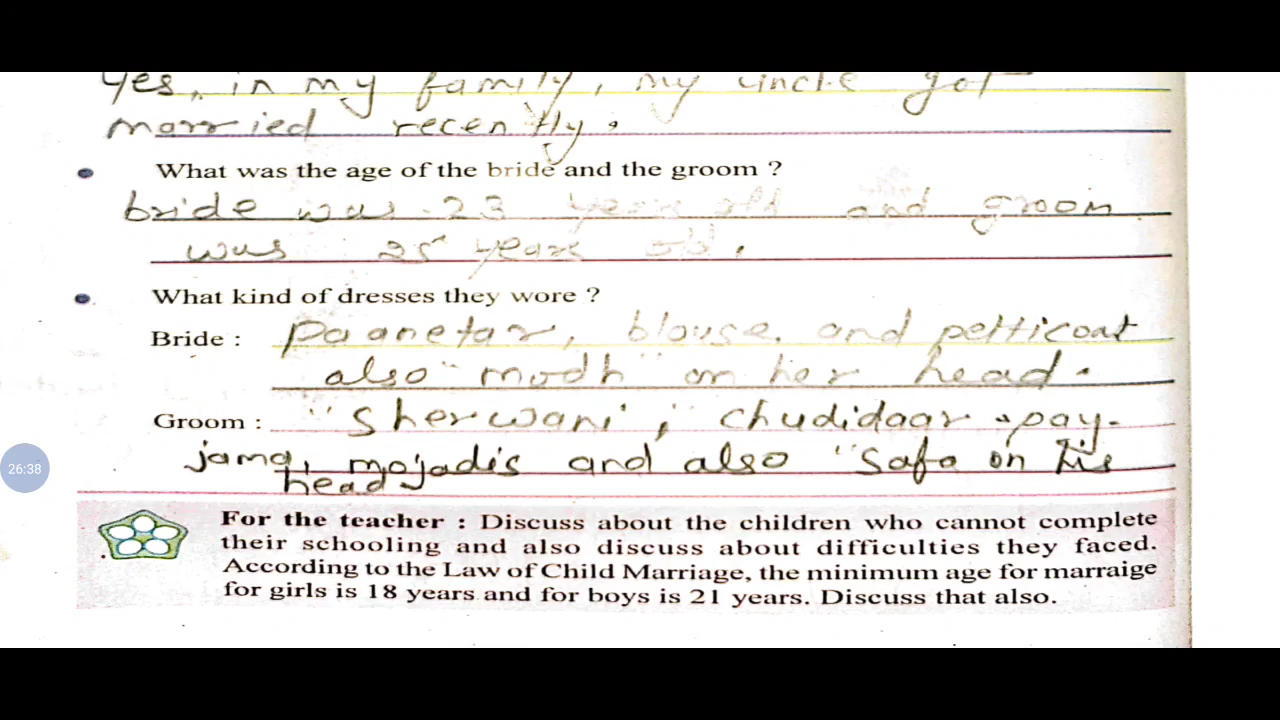 Yes, in my family, my uncle got
married recently.
What was the age of the bride and the groom ?
bride was 23 years old and groom
was 25 years old.
What kind of dresses they wore ?
Bride : Paanetar, blouse, and petticoat
also "modh" on her head.
Groom : "Sherwani", chudidaar -pay-
jama, mojadis and also "Safa on his
head
26:38
For the teacher : Discuss about the children who cannot complete
their schooling and also discuss about difficulties they faced.
According to the Law of Child Marriage, the minimum age for marraige
for girls is 18 years and for boys is 21 years. Discuss that also.